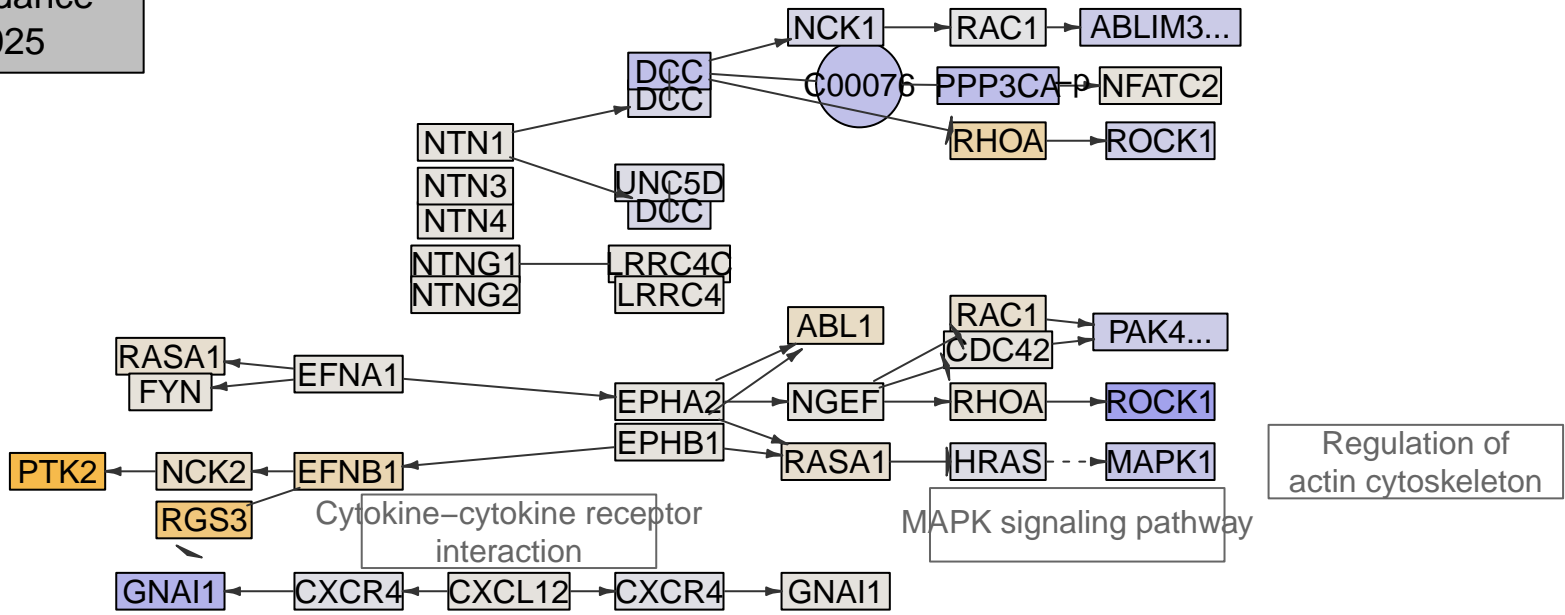 025
NCK1
RAC1
ABLIM3...
DCC
DCC
C00076
PPP3CA
+p
NFATC2
NTN1
RHOA
ROCK1
NTN3
NTN4
UNC5D
DCC
NTNG1
NTNG2
LRRC4C
LRRC4
ABL1
RAC1
CDC42
PAK4...
RASA1
FYN
EFNA1
EPHA2
NGEF
RHOA
ROCK1
EPHB1
RASA1
HRAS
MAPK1
Regulation of
actin cytoskeleton
PTK2
NCK2
EFNB1
RGS3
Cytokine–cytokine receptor
interaction
MAPK signaling pathway
GNAI1
CXCR4
CXCL12
CXCR4
GNAI1